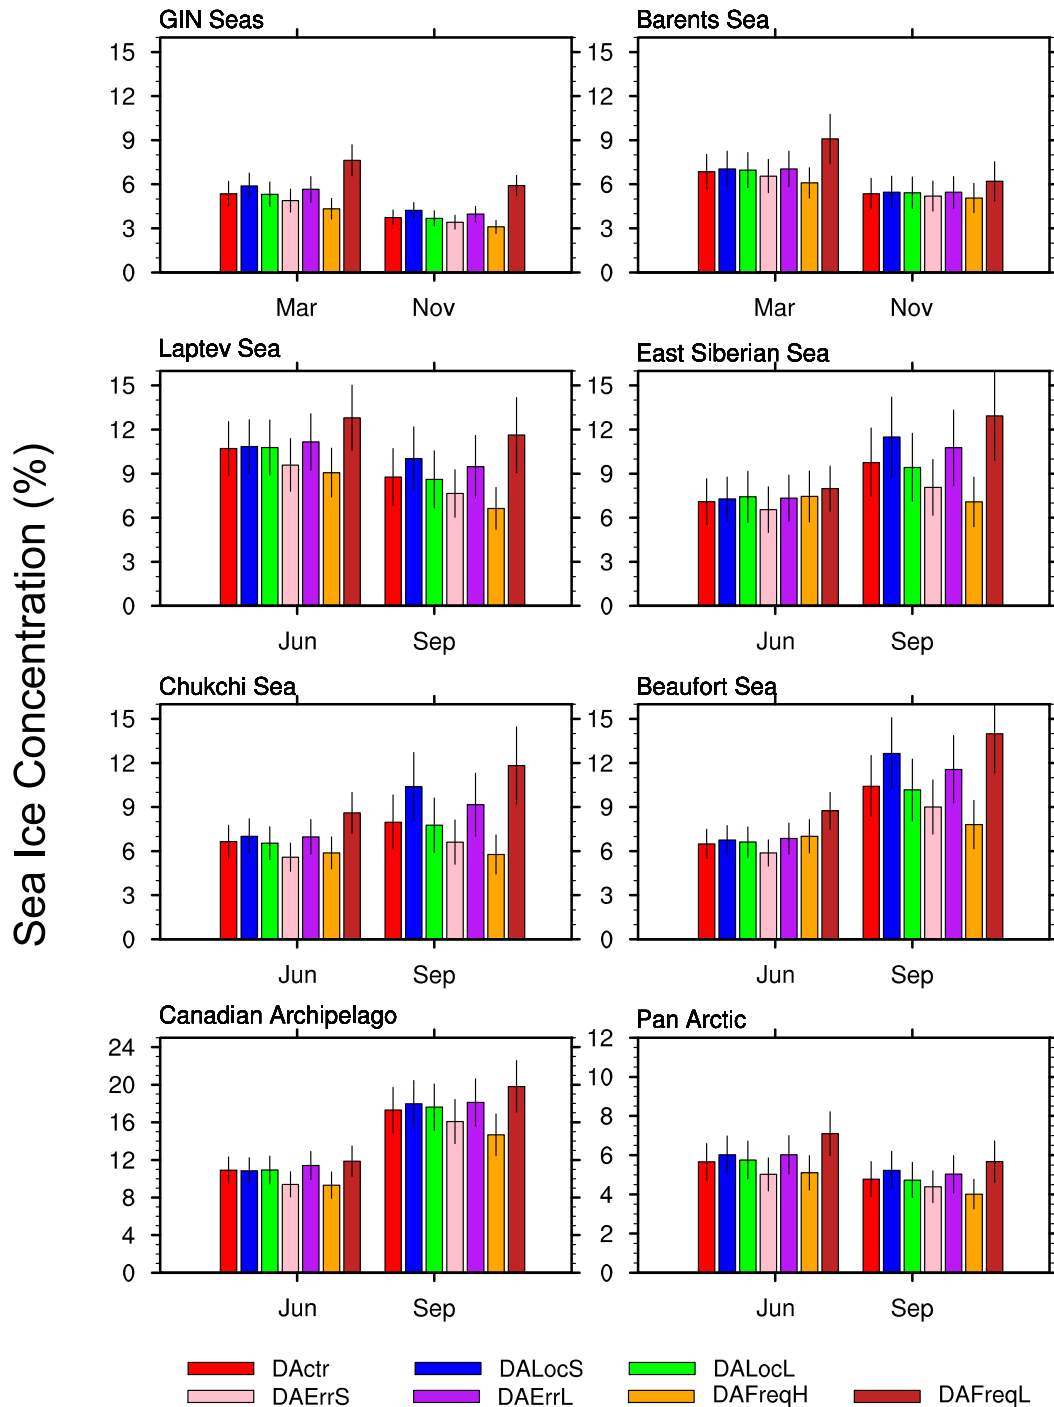 GIN Seas Barents Sea
15 15
12 12
9 9
6 6
3 3
0 0
Mar Nov Mar Nov
Laptev Sea East Siberian Sea
15 15
12 12
9 9
6 6
3 3
0 0
Jun Sep Jun Sep
Sea Ice Concentration (%)
Chukchi Sea Beaufort Sea
15 15
12 12
9 9
6 6
3 3
0 0
Jun Sep Jun Sep
Canadian Archipelago Pan Arctic
24 12
20 10
16 8
12 6
8 4
4 2
0 0
Jun Sep Jun Sep
DActr DALocS DALocL
DAErrS DAErrL DAFreqH DAFreqL